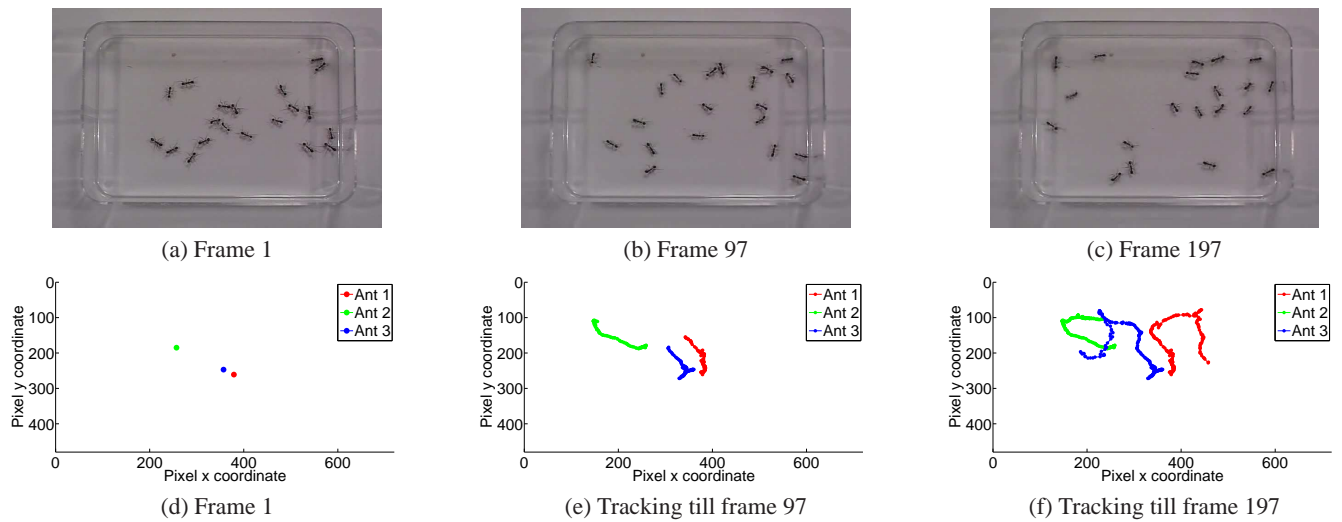 (a) Frame 1
(b) Frame 97
(c) Frame 197
0
100
200
300
400
0
200
400
600
Pixel y coordinate
Pixel x coordinate
Ant 1
Ant 2
Ant 3
(d) Frame 1
0
100
200
300
400
0
200
400
600
Pixel y coordinate
Pixel x coordinate
Ant 1
Ant 2
Ant 3
(e) Tracking till frame 97
0
100
200
300
400
0
200
400
600
Pixel y coordinate
Pixel x coordinate
Ant 1
Ant 2
Ant 3
(f) Tracking till frame 197